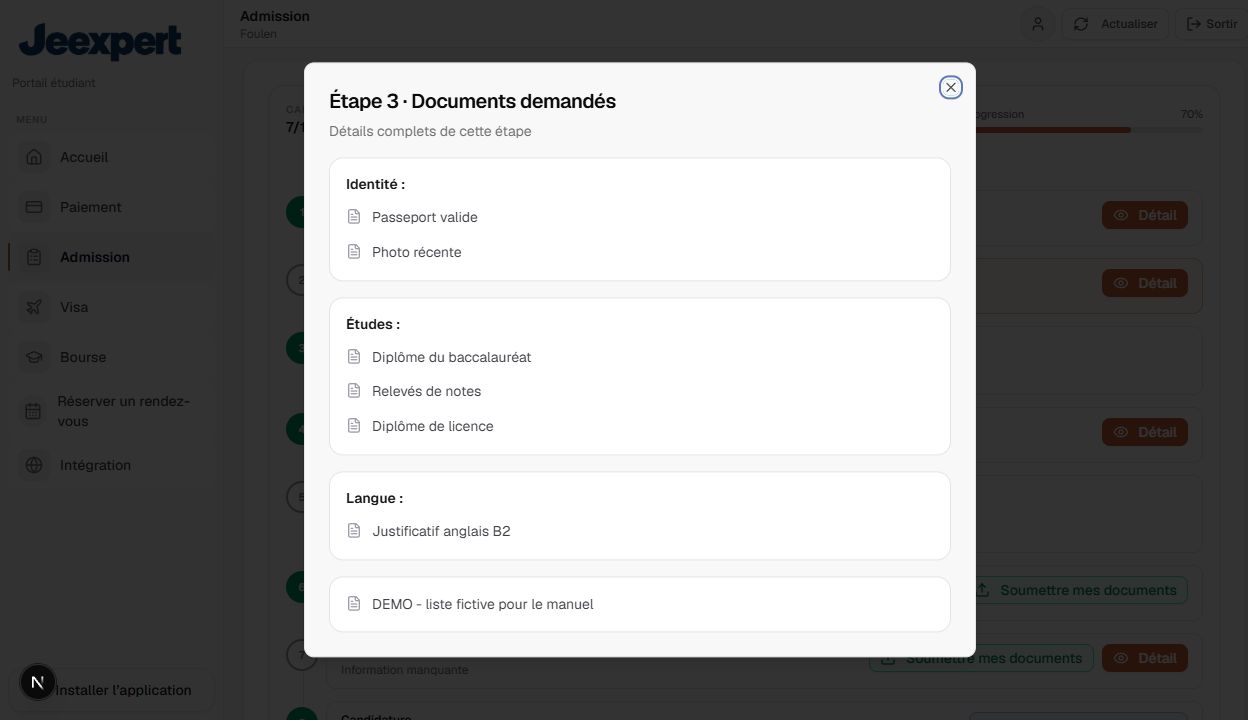 Jeexpert
Portail étudiant
MENU
Accueil
Paiement
Admission
Visa
Bourse
Réserver un rendez-
vous
Intégration
N
Installer l'application
Admission
Foulen
Actualiser
Sortir
7/1
70%
Étape 3 · Documents demandés
Détails complets de cette étape
Identité :
Passeport valide
Photo récente
Études :
Diplôme du baccalauréat
Relevés de notes
Diplôme de licence
Langue :
Justificatif anglais B2
DEMO - liste fictive pour le manuel
Détail
Détail
Détail
Soumettre mes documents
Soumettre mes documents
Détail
Information manquante
Candidature